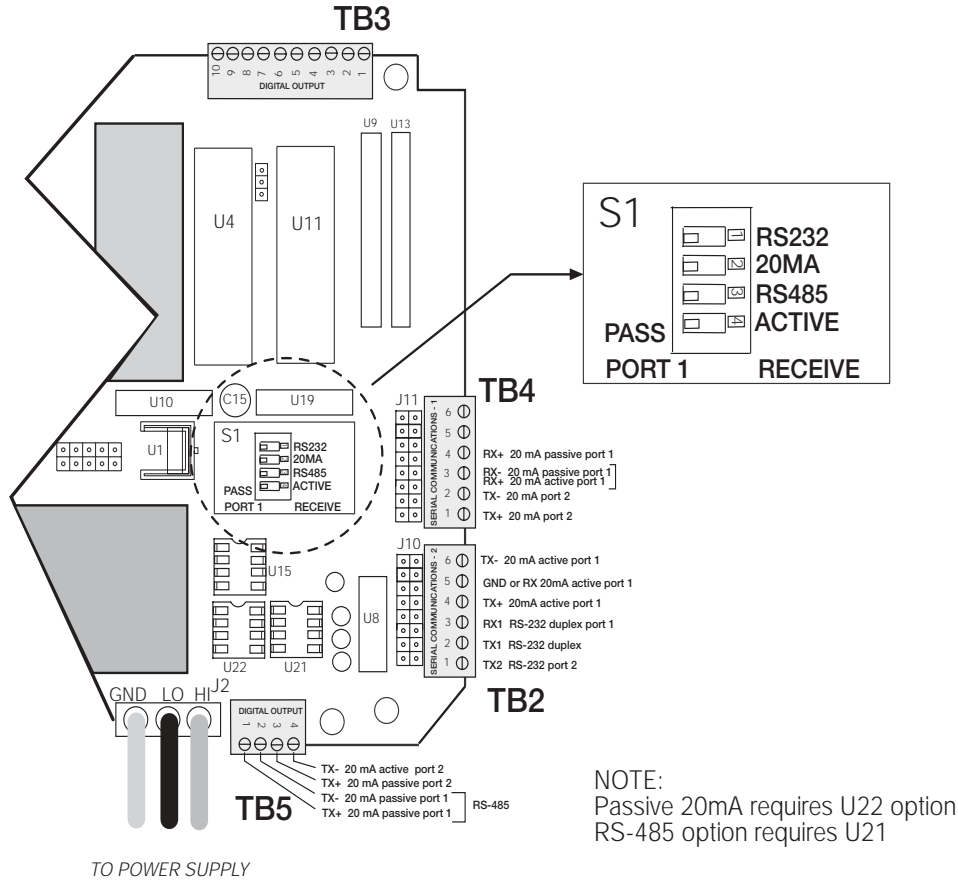 TB3
10 9 8 7 6 5 4 3 2 1
DIGITAL OUTPUT
U9 U13
U4
U11
S1
1 RS232
2 20MA
3 RS485
4 ACTIVE
PASS
PORT 1 RECEIVE
U10
C15
U19
J11
TB4
U1
S1
RS232
20MA
RS485
ACTIVE
PASS
PORT 1 RECEIVE
SERIAL COMMUNICATIONS - 1
6
5
4 RX+ 20 mA passive port 1
3 RX- 20 mA passive port 1
RX+ 20 mA active port 1
2 TX- 20 mA port 2
1 TX+ 20 mA port 2
J10
SERIAL COMMUNICATIONS - 2
6 TX- 20 mA active port 1
5 GND or RX 20mA active port 1
4 TX+ 20mA active port 1
3 RX1 RS-232 duplex port 1
2 TX1 RS-232 duplex
1 TX2 RS-232 port 2
TB2
U15
U8
U22
U21
GND LO HI J2
DIGITAL OUTPUT
1 2 3 4
TX- 20 mA active port 2
TX+ 20 mA passive port 2
TX- 20 mA passive port 1
TX+ 20 mA passive port 1
RS-485
TB5
NOTE:
Passive 20mA requires U22 option
RS-485 option requires U21
TO POWER SUPPLY